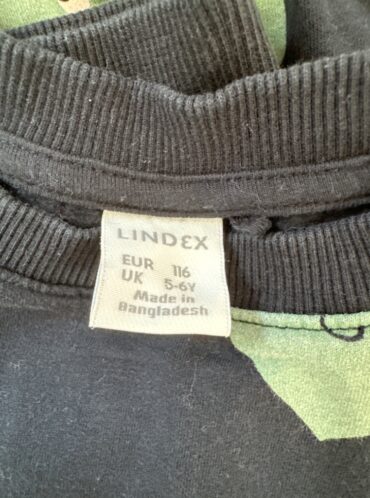 LINDEX
EUR 116
UK 5-6Y
Made in
Bangladesh